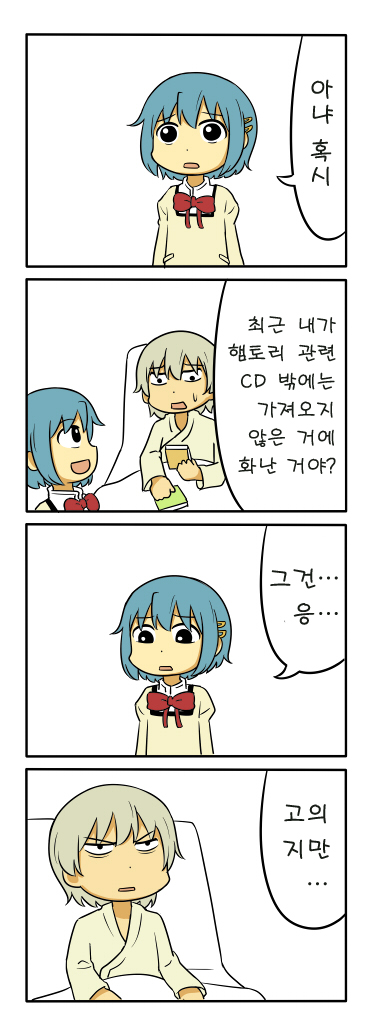 아
냐
혹
시
최근 내가
햄토리 관련
CD 밖에는
가져오지
않은 거에
화난 거야?
그건…
응…
고의
지만
…